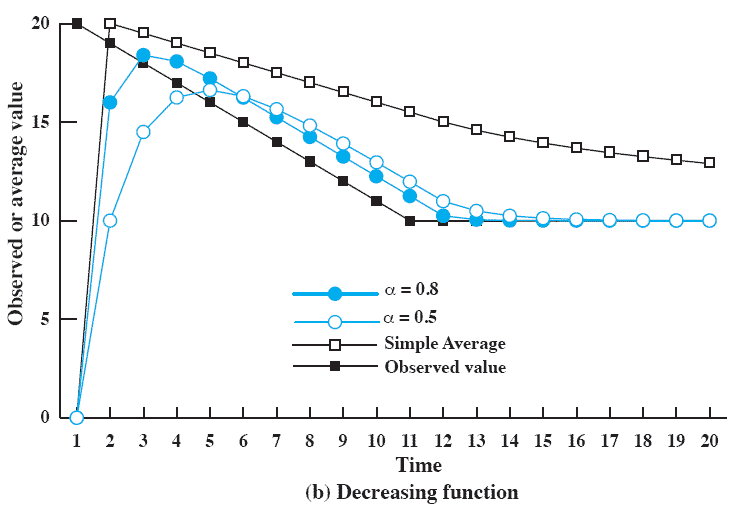 20
15
10
5
0
Observed or average value
α = 0.8
α = 0.5
Simple Average
Observed value
1 2 3 4 5 6 7 8 9 10 11 12 13 14 15 16 17 18 19 20
Time
(b) Decreasing function